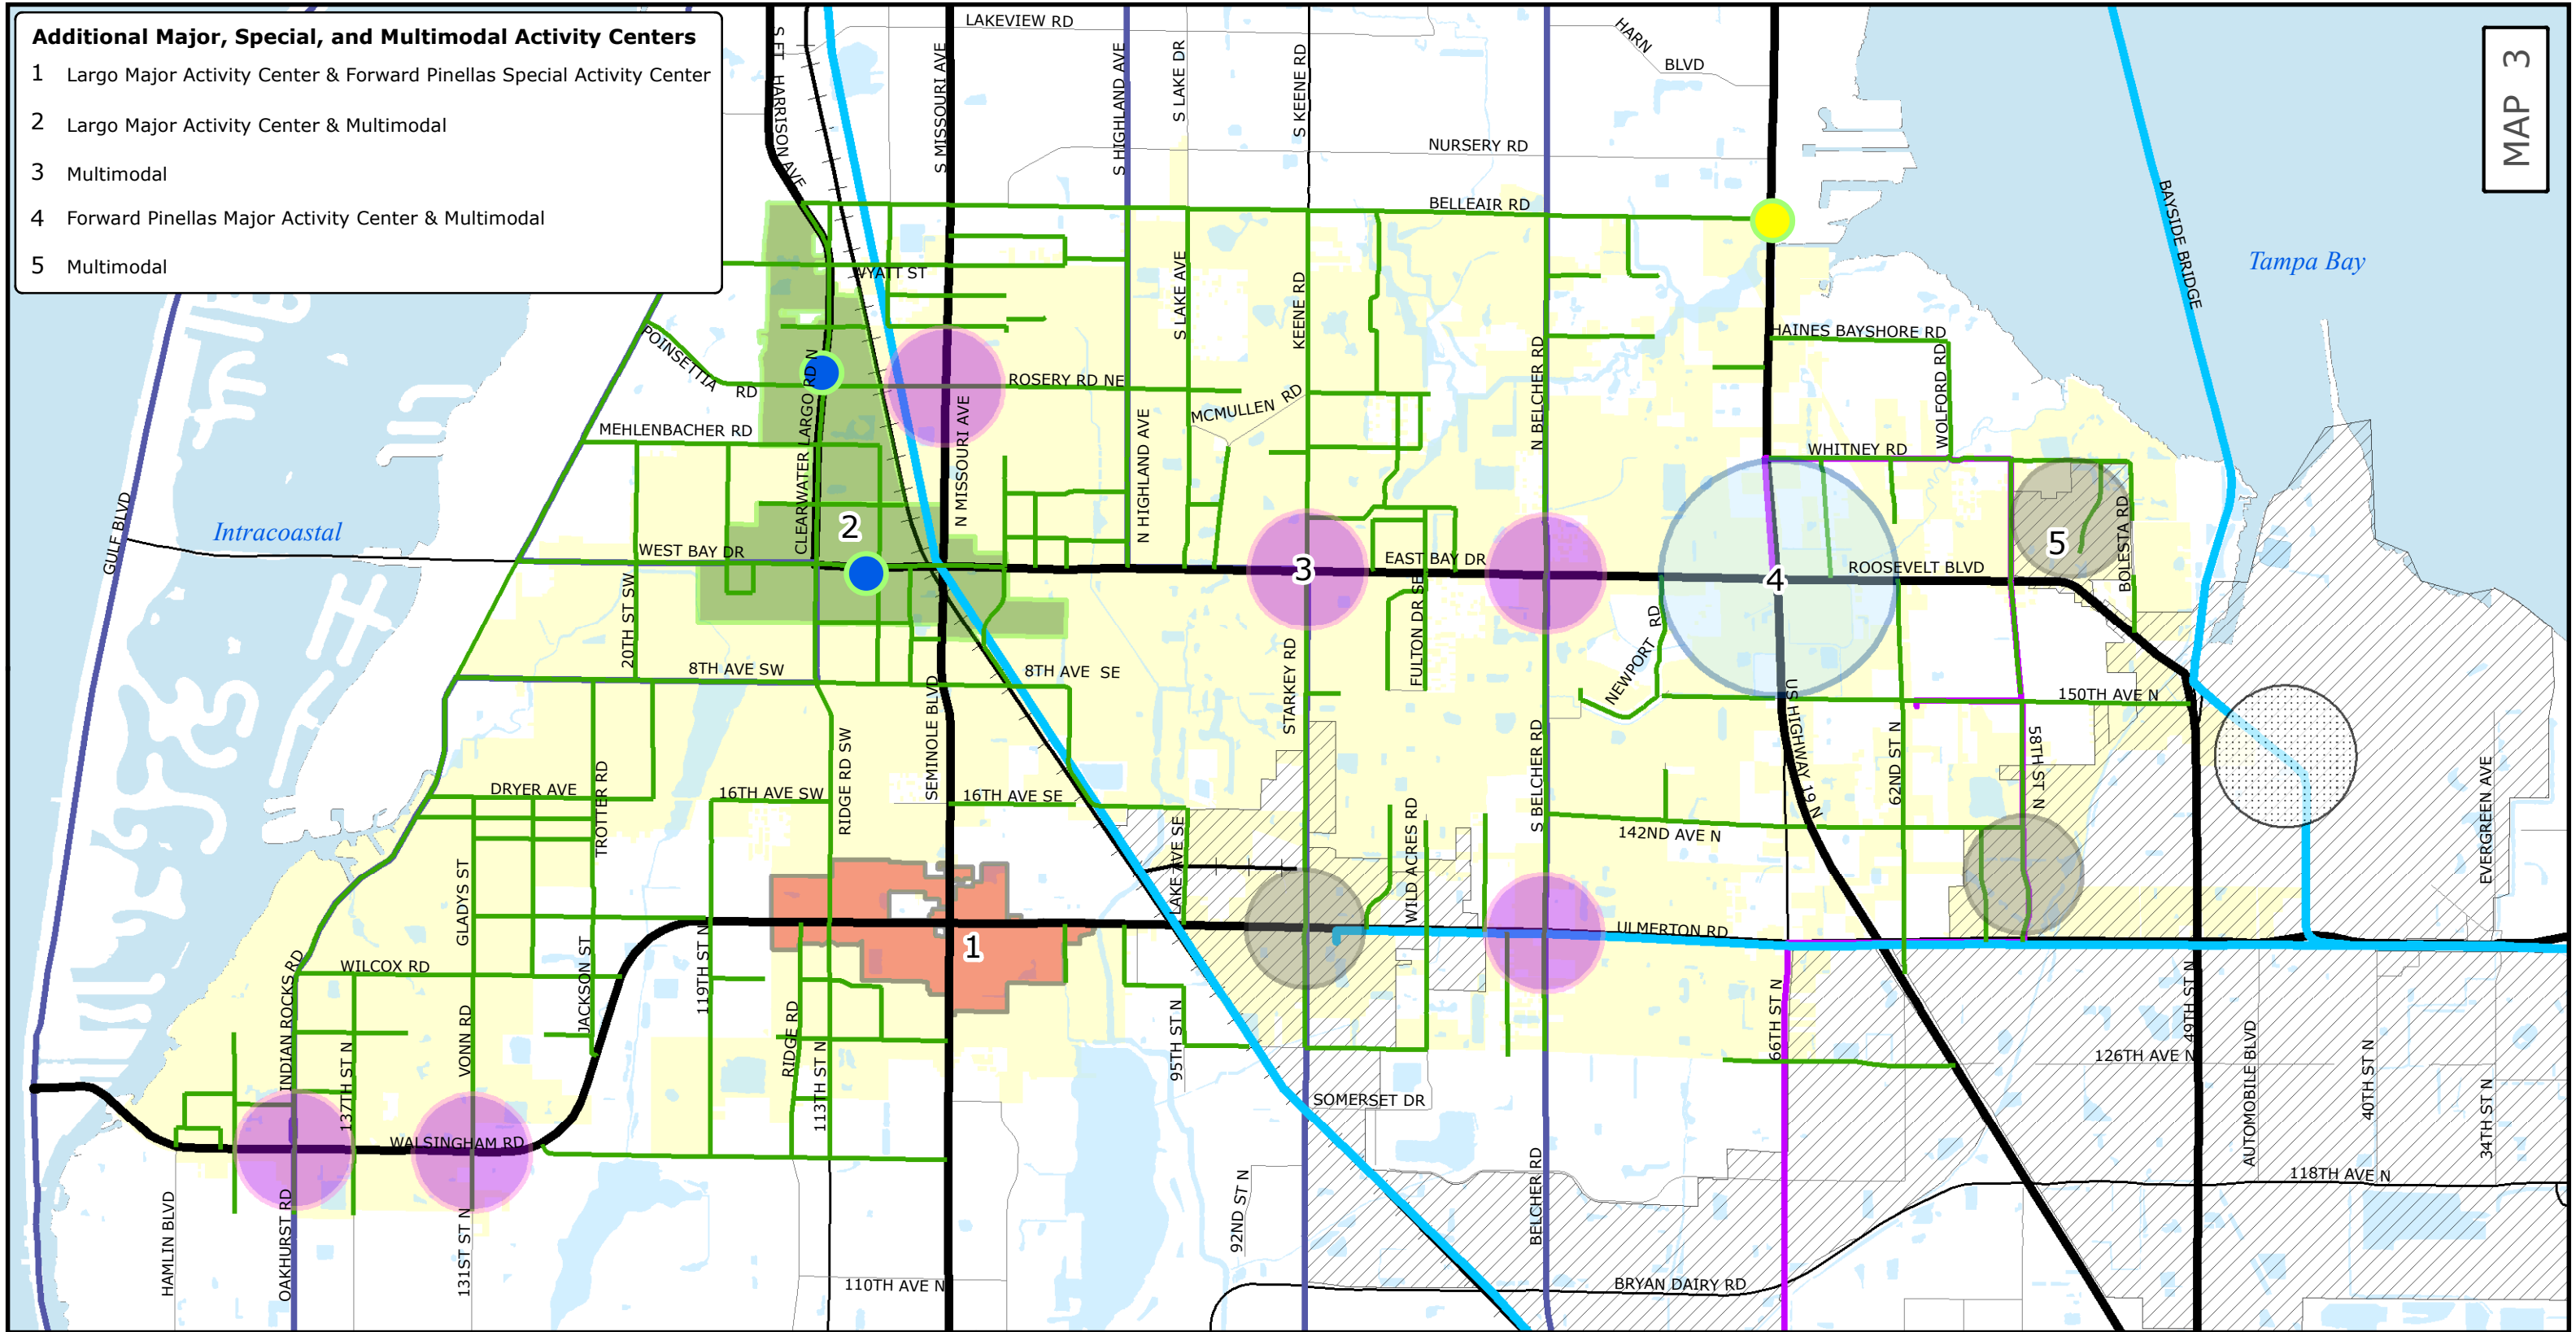 Additional Major, Special, and Multimodal Activity Centers
1 Largo Major Activity Center & Forward Pinellas Special Activity Center
2 Largo Major Activity Center & Multimodal
3 Multimodal
4 Forward Pinellas Major Activity Center & Multimodal
5 Multimodal
MAP 3
LAKEVIEW RD
S FT HARRISON AVE
S MISSOURI AVE
S HIGHLAND AVE
S LAKE DR
S KEENE RD
HARN
BLVD
NURSERY RD
BELLEAIR RD
BAYSIDE BRIDGE
Tampa Bay
WYATT ST
S LAKE AVE
KEENE RD
HAINES BAYSHORE RD
POINSETTIA
RD
CLEARWATER LARGO RD N
ROSERY RD NE
N BELCHER RD
WOLFORD RD
MCMULLEN RD
MEHLENBACHER RD
N MISSOURI AVE
N HIGHLAND AVE
WHITNEY RD
GULF BLVD
Intracoastal
2
WEST BAY DR
3
EAST BAY DR
4
ROOSEVELT BLVD
5
BOLESTA RD
20TH ST SW
8TH AVE SW
8TH AVE SE
STARKEY RD
FULTON DR SE
NEWPORT RD
150TH AVE N
SEMINOLE BLVD
RIDGE RD SW
US HIGHWAY 19 N
62ND ST N
58TH ST N
DRYER AVE
TROTTER RD
16TH AVE SW
16TH AVE SE
LAKE AVE SE
WILD ACRES RD
S BELCHER RD
142ND AVE N
EVERGREEN AVE
GLADYS ST
1
ULMERTON RD
WILCOX RD
INDIAN ROCKS RD
JACKSON ST
119TH ST N
VONN RD
137TH ST N
RIDGE RD
113TH ST N
95TH ST N
66TH ST N
49TH ST N
126TH AVE N
AUTOMOBILE BLVD
40TH ST N
34TH ST N
SOMERSET DR
WALSINGHAM RD
HAMLIN BLVD
OAKHURST RD
131ST ST N
92ND ST N
BELCHER RD
118TH AVE N
110TH AVE N
BRYAN DAIRY RD